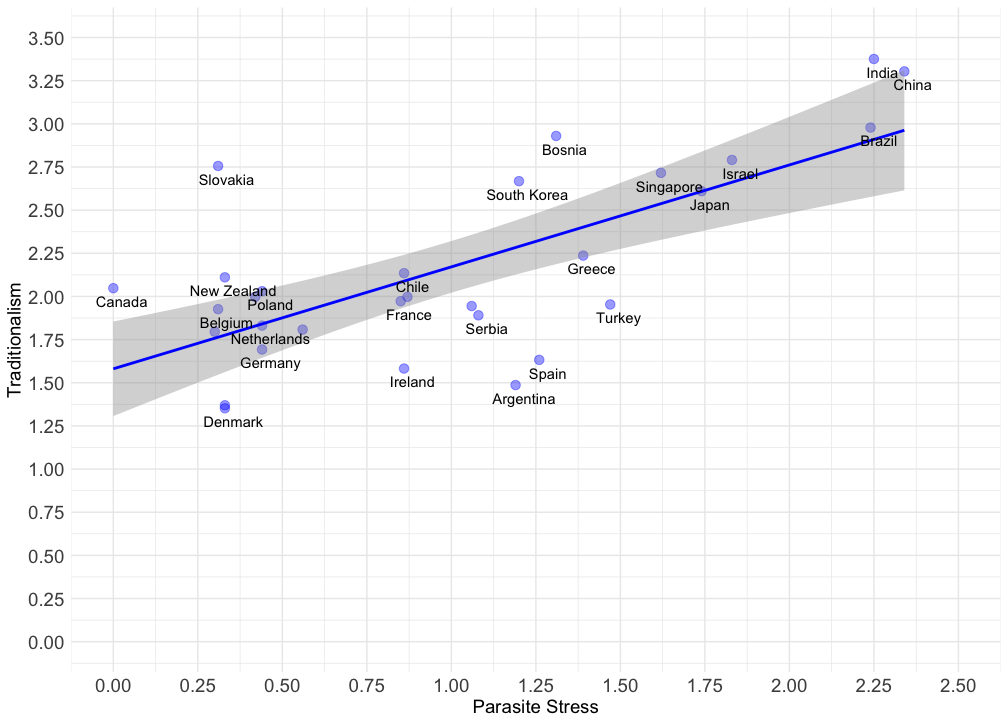 3.50
3.25
3.00
2.75
2.50
2.25
2.00
1.75
1.50
1.25
1.00
0.75
0.50
0.25
0.00
Traditionalism
India
China
Brazil
Bosnia
Slovakia
Israel
Singapore
South Korea
Japan
Greece
Chile
New Zealand
Canada
Poland
France
Turkey
Belgium
Serbia
Netherlands
Germany
Spain
Ireland
Argentina
Denmark
0.00 0.25 0.50 0.75 1.00 1.25 1.50 1.75 2.00 2.25 2.50
Parasite Stress